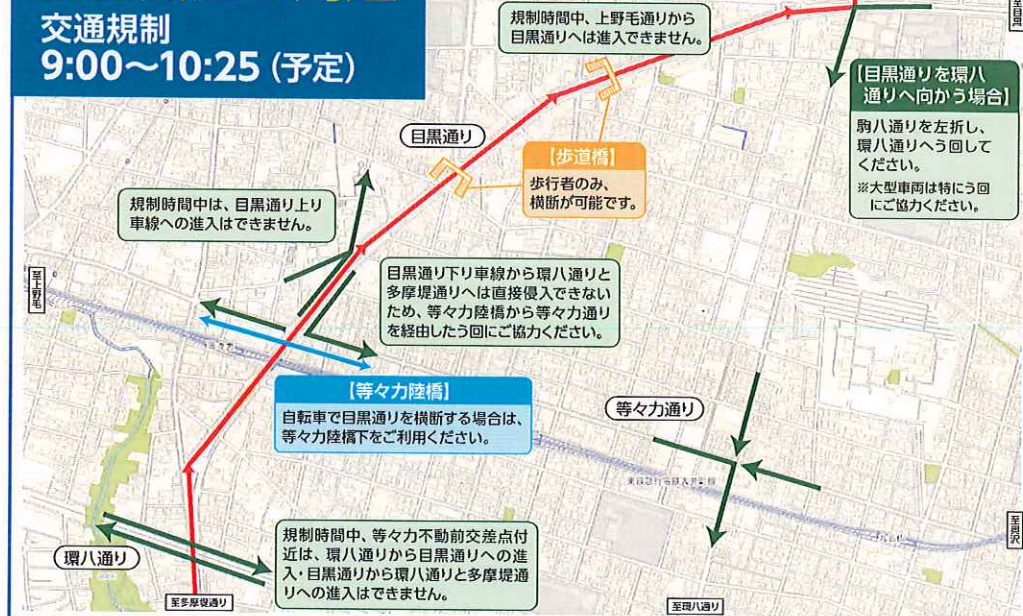 交通規制
9:00〜10:25 (予定)
規制時間中、上野毛通りから
目黒通りへは進入できません。
至目黒
【目黒通りを環八
通りへ向かう場合】
駒八通りを左折し、
環八通りへう回して
ください。
※大型車両は特にう回
にご協力ください。
目黒通り
【歩道橋】
歩行者のみ、
横断が可能です。
規制時間中は、目黒通り上り
車線への進入はできません。
至上野毛
目黒通り下り車線から環八通りと
多摩堤通りへは直接侵入できない
ため、等々力陸橋から等々力通り
を経由したう回にご協力ください。
【等々力陸橋】
自転車で目黒通りを横断する場合は、
等々力陸橋下をご利用ください。
等々力通り
規制時間中、等々力不動前交差点付
近は、環八通りから目黒通りへの進
入・目黒通りから環八通りと多摩堤通
りへの進入はできません。
環八通り
至多摩堤通り
至環八通り
至奥沢